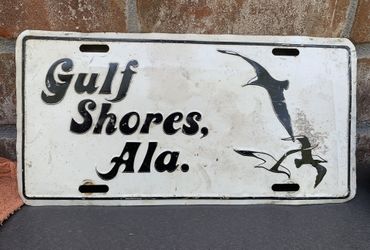 Gulf
Shores,
Ala.